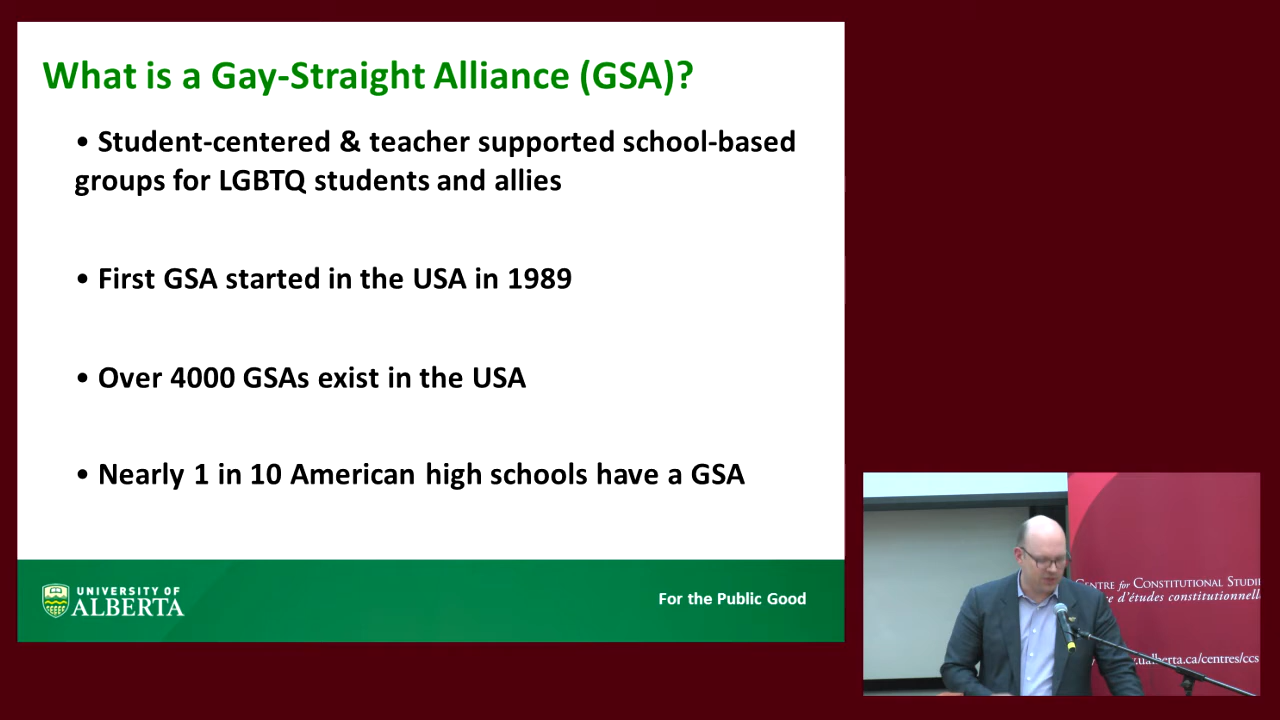 What is a Gay-Straight Alliance (GSA)?
• Student-centered & teacher supported school-based
groups for LGBTQ students and allies
• First GSA started in the USA in 1989
• Over 4000 GSAs exist in the USA
• Nearly 1 in 10 American high schools have a GSA
UNIVERSITY OF
ALBERTA
For the Public Good
CENTRE for CONSTITUTIONAL
d'études
.ualberta.ca/centres/ccs